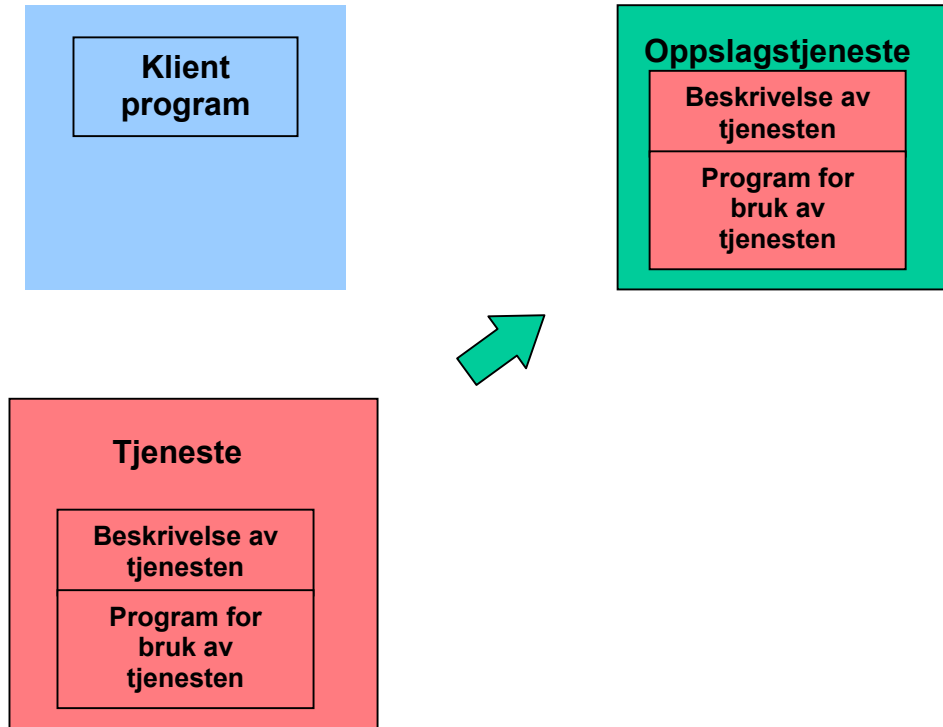 Klient
program
Oppslagstjeneste
Beskrivelse av
tjenesten
Program for
bruk av
tjenesten
Tjeneste
Beskrivelse av
tjenesten
Program for
bruk av
tjenesten